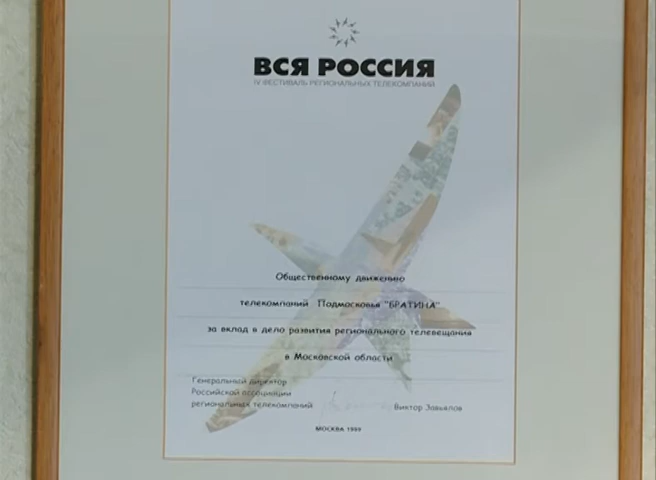 ВСЯ РОССИЯ
IV ФЕСТИВАЛЬ РЕГИОНАЛЬНЫХ ТЕЛЕКОМПАНИЙ
Общественному движению
телекомпаний Подмосковья "БРАТИНА"
за вклад в дело развития регионального телевещания
в Московской области
Генеральный директор
Российской ассоциации
региональных телекомпаний
Виктор Завьялов
МОСКВА 1999